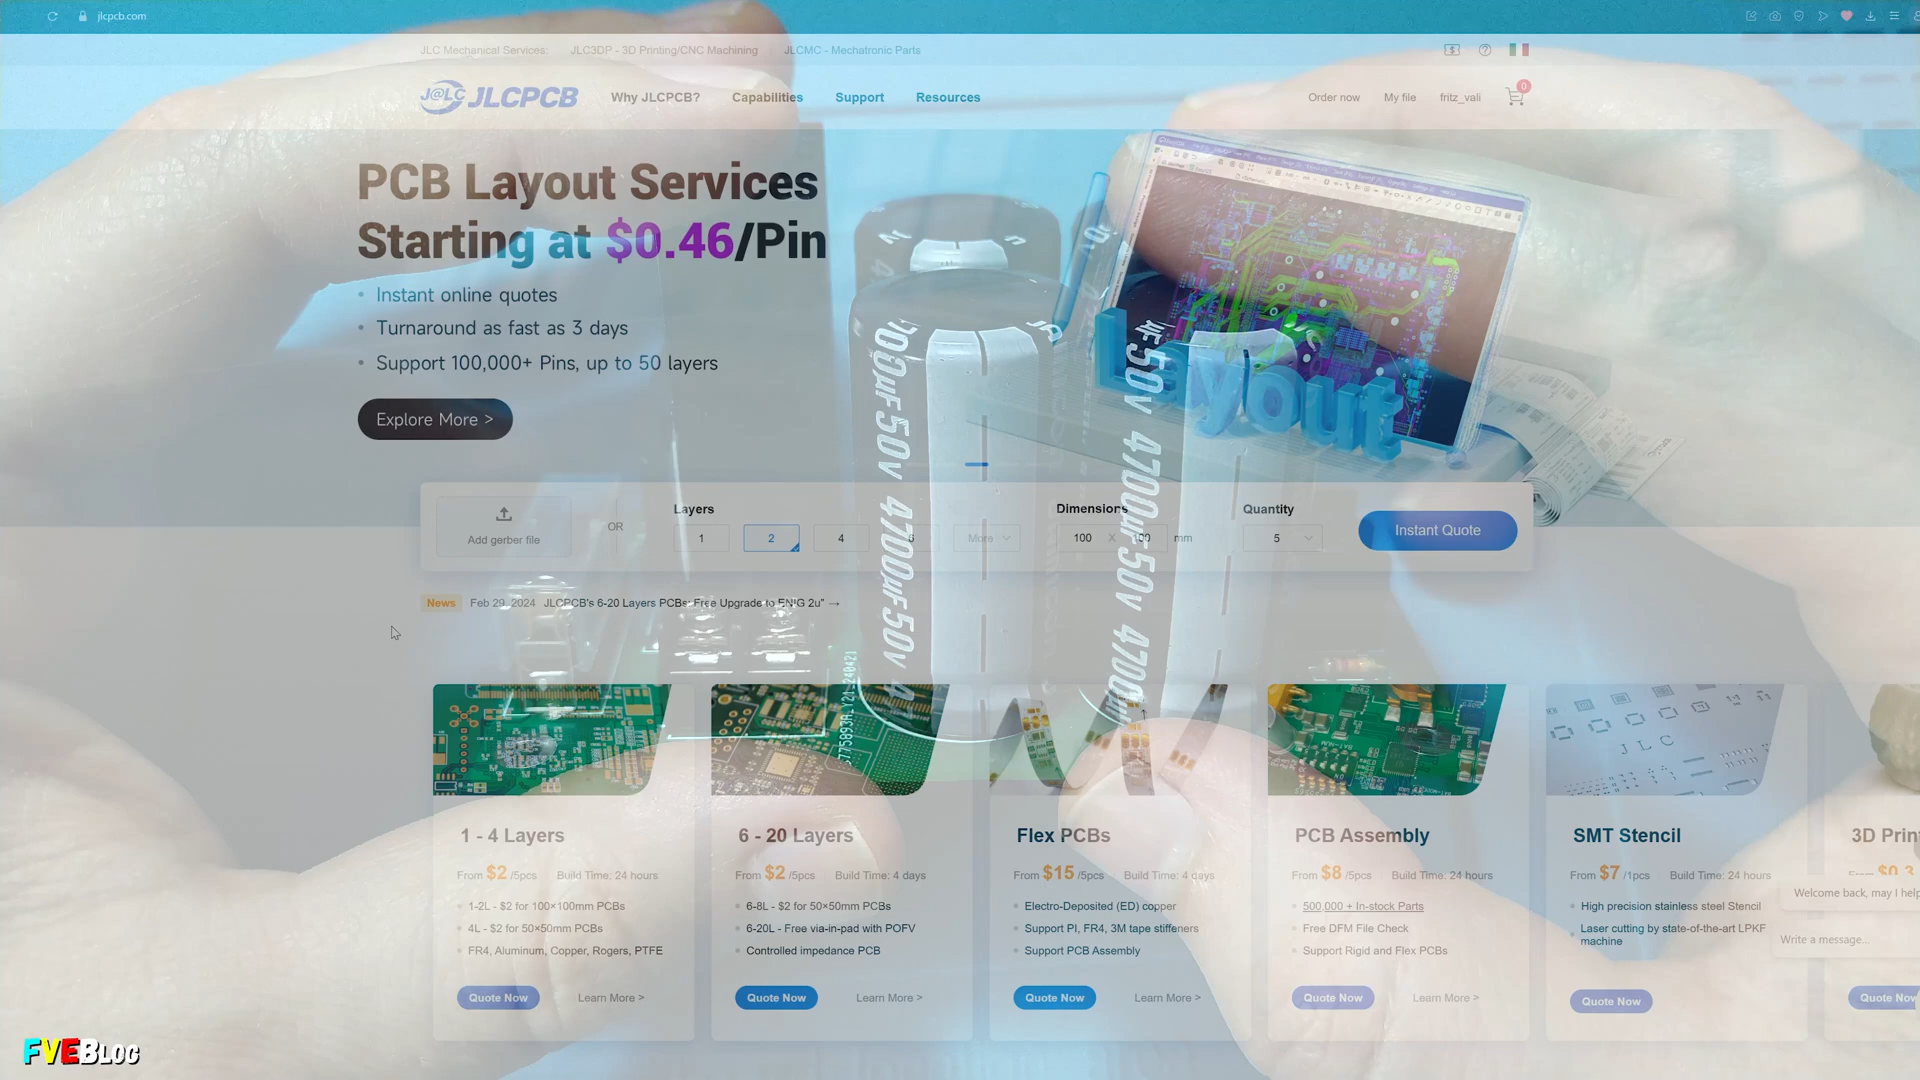 jlcpcb.com
JLC Mechanical Services:
JLC3DP - 3D Printing/CNC Machining
JLCMC - Mechatronic Parts
J@LC JLCPCB
Why JLCPCB?
Capabilities
Support
Resources
Order now
My file
fritz_vali
0
PCB Layout Services
Starting at $0.46/Pin
• Instant online quotes
• Turnaround as fast as 3 days
• Support 100,000+ Pins, up to 50 layers
Explore More >
Layout
50v 4700µF50v
4700µF50v 4700µ
Add gerber file
OR
Layers
1
2
4
6
More
Dimensions
100 X 100 mm
Quantity
5
Instant Quote
News Feb 29, 2024 JLCPCB's 6-20 Layers PCBs: Free Upgrade to ENIG 2u" →
JLC
1 - 4 Layers
From $2 /5pcs Build Time: 24 hours
1-2L - $2 for 100×100mm PCBs
4L - $2 for 50×50mm PCBs
FR4, Aluminum, Copper, Rogers, PTFE
Quote Now Learn More >
6 - 20 Layers
From $2 /5pcs Build Time: 4 days
6-8L - $2 for 50×50mm PCBs
6-20L - Free via-in-pad with POFV
Controlled impedance PCB
Quote Now Learn More >
Flex PCBs
From $15 /5pcs Build Time: 4 days
Electro-Deposited (ED) copper
Support PI, FR4, 3M tape stiffeners
Support PCB Assembly
Quote Now Learn More >
PCB Assembly
From $8 /5pcs Build Time: 24 hours
500,000 + In-stock Parts
Free DFM File Check
Support Rigid and Flex PCBs
Quote Now Learn More >
SMT Stencil
From $7 /1pcs Build Time: 24 hours
High precision stainless steel Stencil
Laser cutting by state-of-the-art LPKF
machine
Quote Now
3D Prin
Quote Now
Welcome back, may I help
Write a message...
FVEBlog